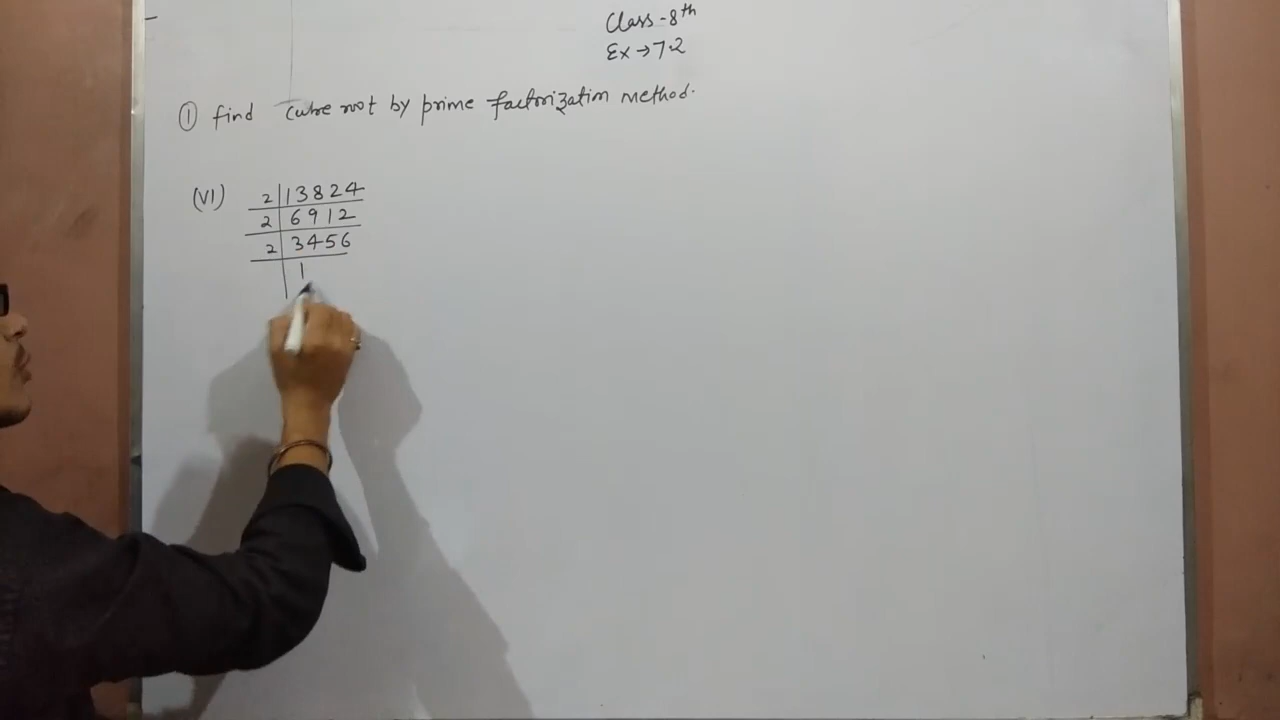 Class-8th
Ex→7.2
① find cube root by prime factorization method.
(VI) 2 | 13824
2 | 6912
2 | 3456
1